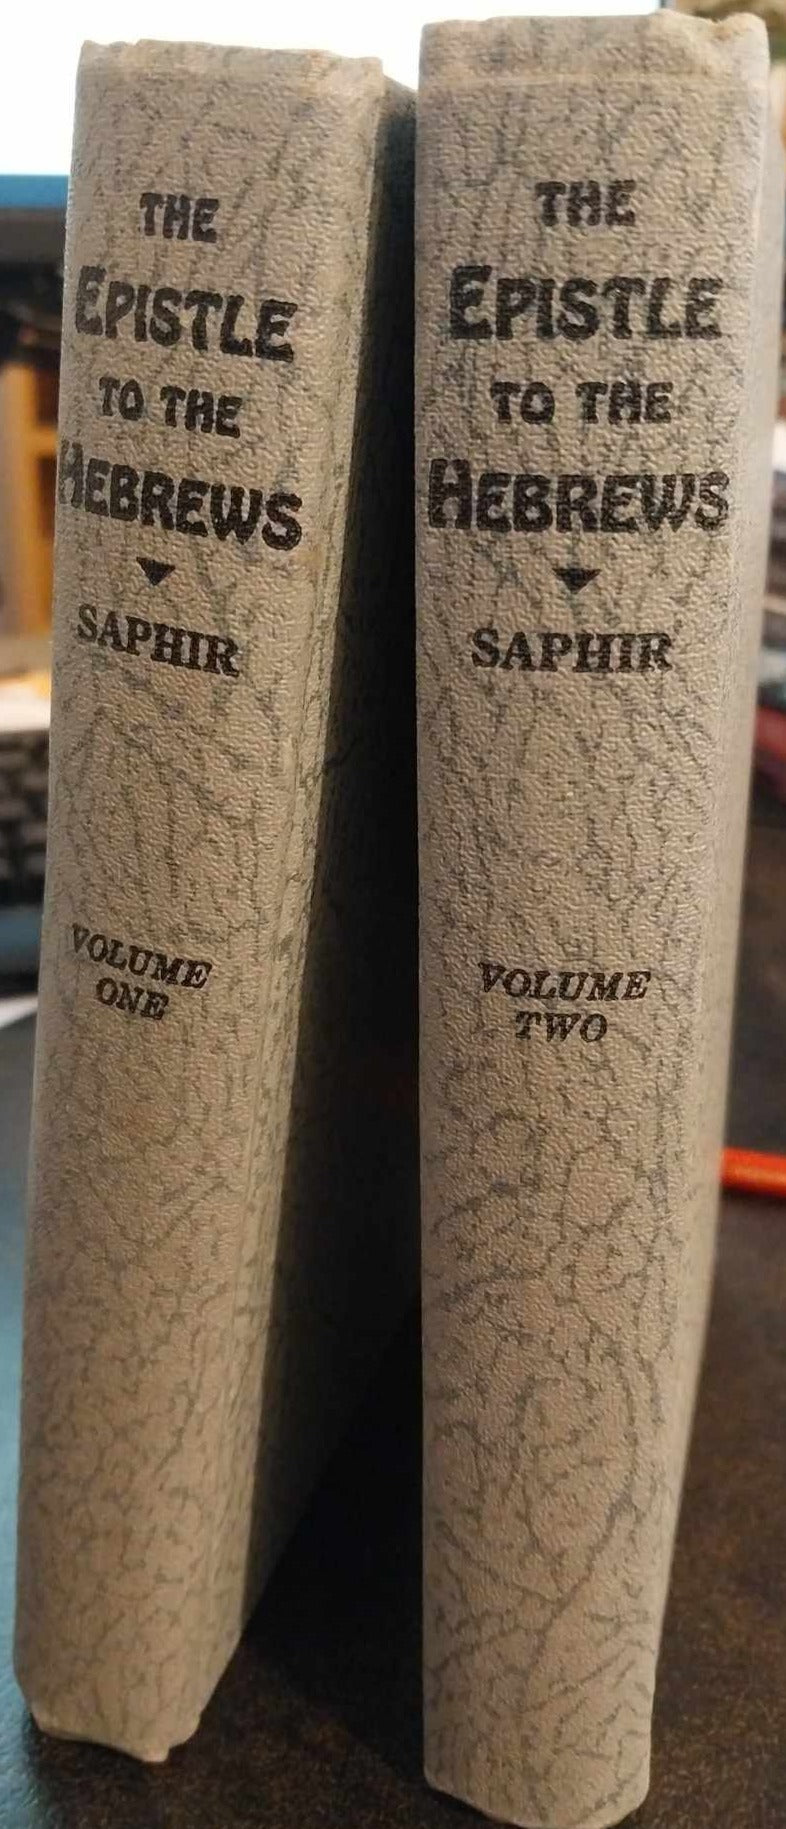 THE
EPISTLE
TO THE
HEBREWS
SAPHIR
VOLUME
ONE
THE
EPISTLE
TO THE
HEBREWS
SAPHIR
VOLUME
TWO